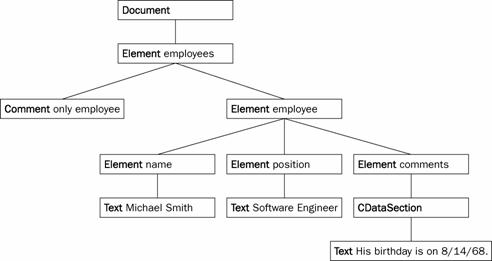 Document
Element employees
Comment only employee
Element employee
Element name
Element position
Element comments
Text Michael Smith
Text Software Engineer
CDataSection
Text His birthday is on 8/14/68.